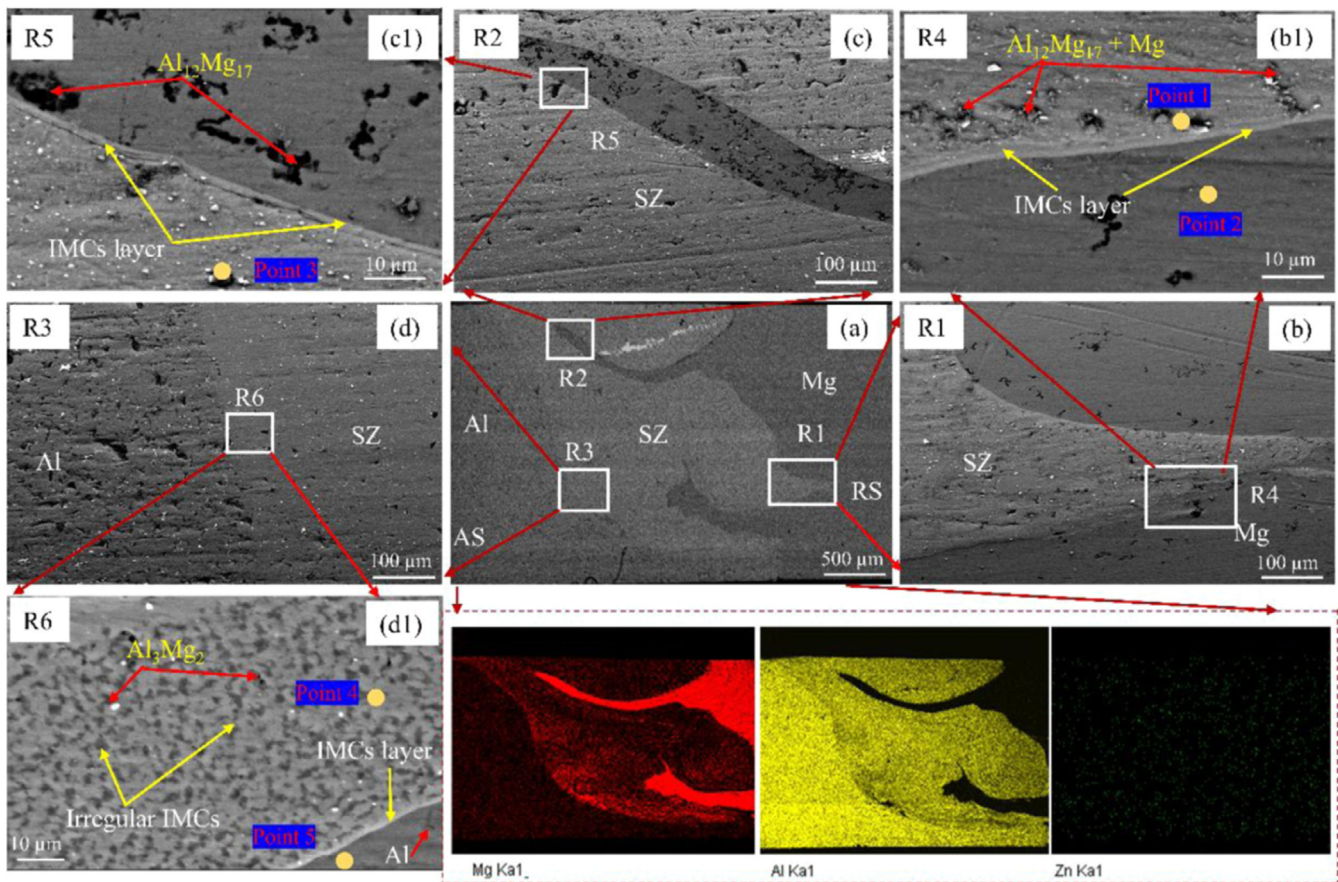 R5
(c1)
Al12Mg17
IMCs layer
Point 3
10 μm
R2
(c)
R5
SZ
100 μm
R4
(b1)
Al12Mg17 + Mg
Point 1
IMCs layer
Point 2
10 μm
R3
(d)
R6
Al
SZ
100 μm
(a)
R2
Mg
Al
SZ
R1
R3
RS
AS
500 μm
R1
(b)
SZ
R4
Mg
100 μm
R6
(d1)
Al3Mg2
Point 4
IMCs layer
Irregular IMCs
Point 5
Al
10 μm
Mg Ka1_
Al Ka1
Zn Ka1